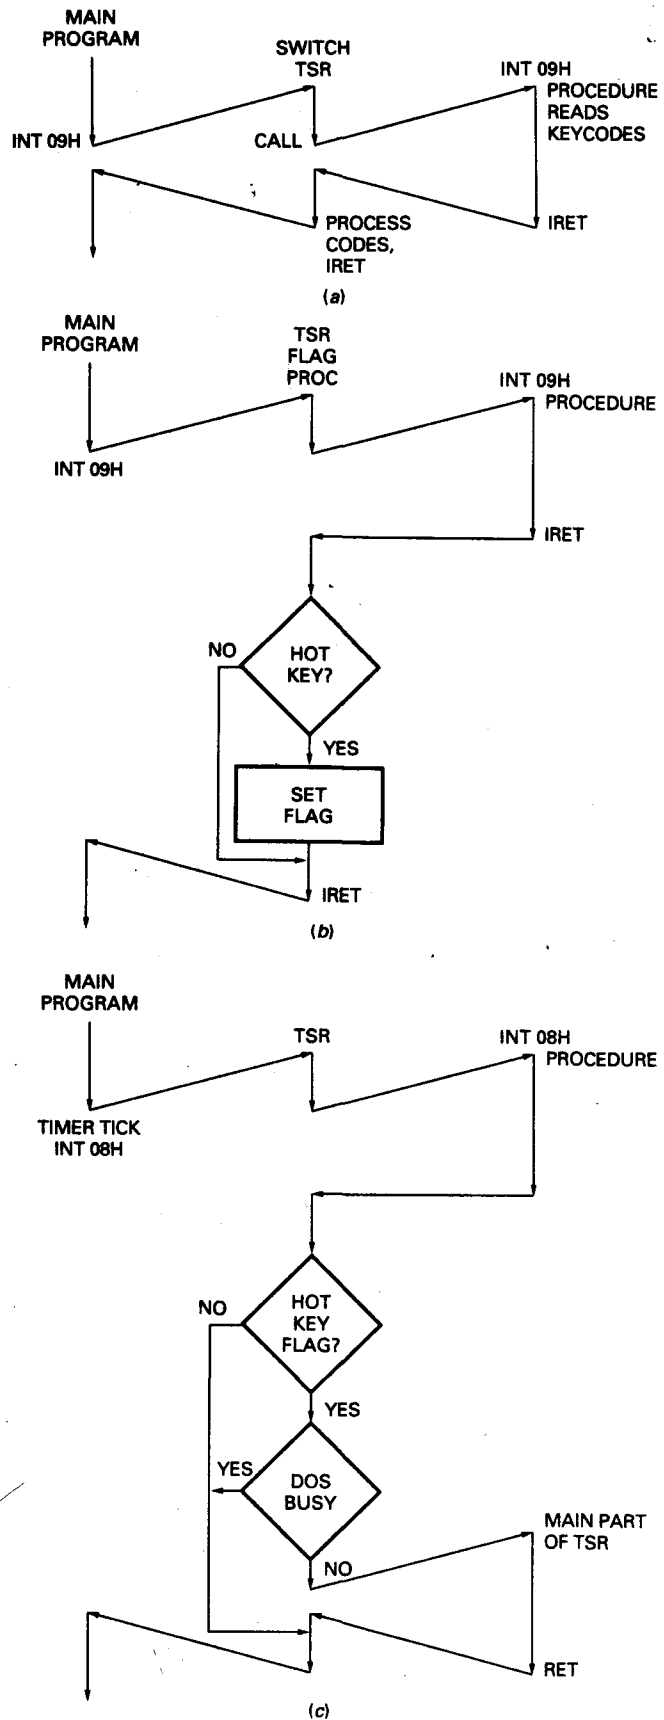 MAIN
PROGRAM
SWITCH
TSR
INT 09H
PROCEDURE
READS
KEYCODES
INT 09H
CALL
PROCESS
CODES,
IRET
IRET
(a)
MAIN
PROGRAM
TSR
FLAG
PROC
INT 09H
PROCEDURE
INT 09H
IRET
HOT
KEY?
NO
YES
SET
FLAG
IRET
(b)
MAIN
PROGRAM
TSR
INT 08H
PROCEDURE
TIMER TICK
INT 08H
HOT
KEY
FLAG?
NO
YES
DOS
BUSY
YES
NO
MAIN PART
OF TSR
RET
(c)